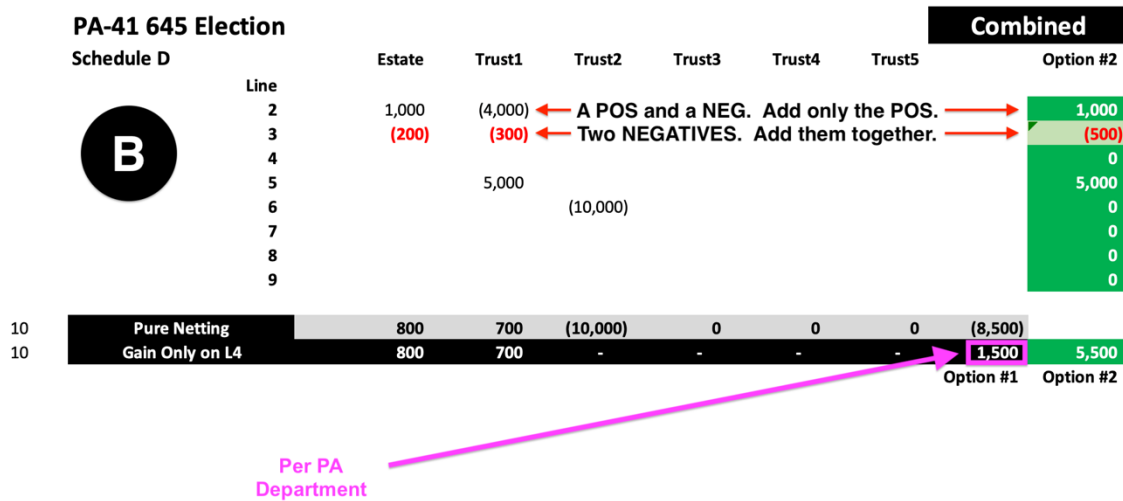 PA-41 645 Election Combined
Schedule D Estate Trust1 Trust2 Trust3 Trust4 Trust5 Option #2
Line
2 1,000 (4,000) A POS and a NEG. Add only the POS. 1,000
3 (200) (300) Two NEGATIVES. Add them together. (500)
B
4 0
5 5,000 5,000
6 (10,000) 0
7 0
8 0
9 0
10 Pure Netting 800 700 (10,000) 0 0 0 (8,500)
10 Gain Only on L4 800 700 - - - - 1,500 5,500
Option #1 Option #2
Per PA
Department